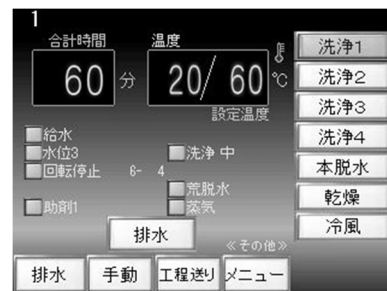 1
合計時間 温度
60 分 20/ 60 ℃
設定温度
給水
水位3 洗浄 中
回転停止 6- 4
荒脱水
助剤1 蒸気
排水
≪その他≫
排水 手動 工程送り メニュー
洗浄1
洗浄2
洗浄3
洗浄4
本脱水
乾燥
冷風